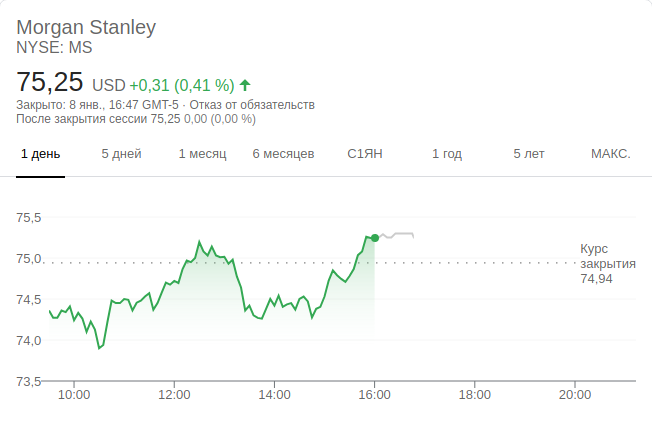 Morgan Stanley
NYSE: MS
75,25 USD +0,31 (0,41 %)
Закрыто: 8 янв., 16:47 GMT-5 · Отказ от обязательств
После закрытия сессии 75,25 0,00 (0,00 %)
1 день 5 дней 1 месяц 6 месяцев С1ЯН 1 год 5 лет МАКС.
75,5
75,0
74,5
74,0
73,5
Курс
закрытия
74,94
10:00 12:00 14:00 16:00 18:00 20:00